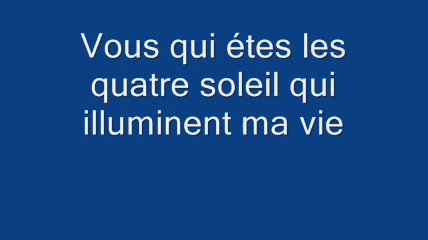 Vous qui étes les
quatre soleil qui
illuminent ma vie